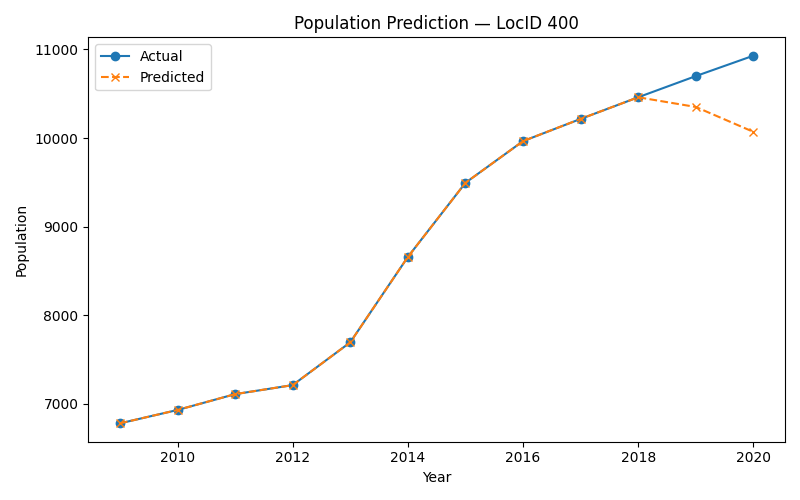 Population Prediction — LocID 400
Actual
Predicted
11000
10000
9000
8000
7000
Population
2010 2012 2014 2016 2018 2020
Year